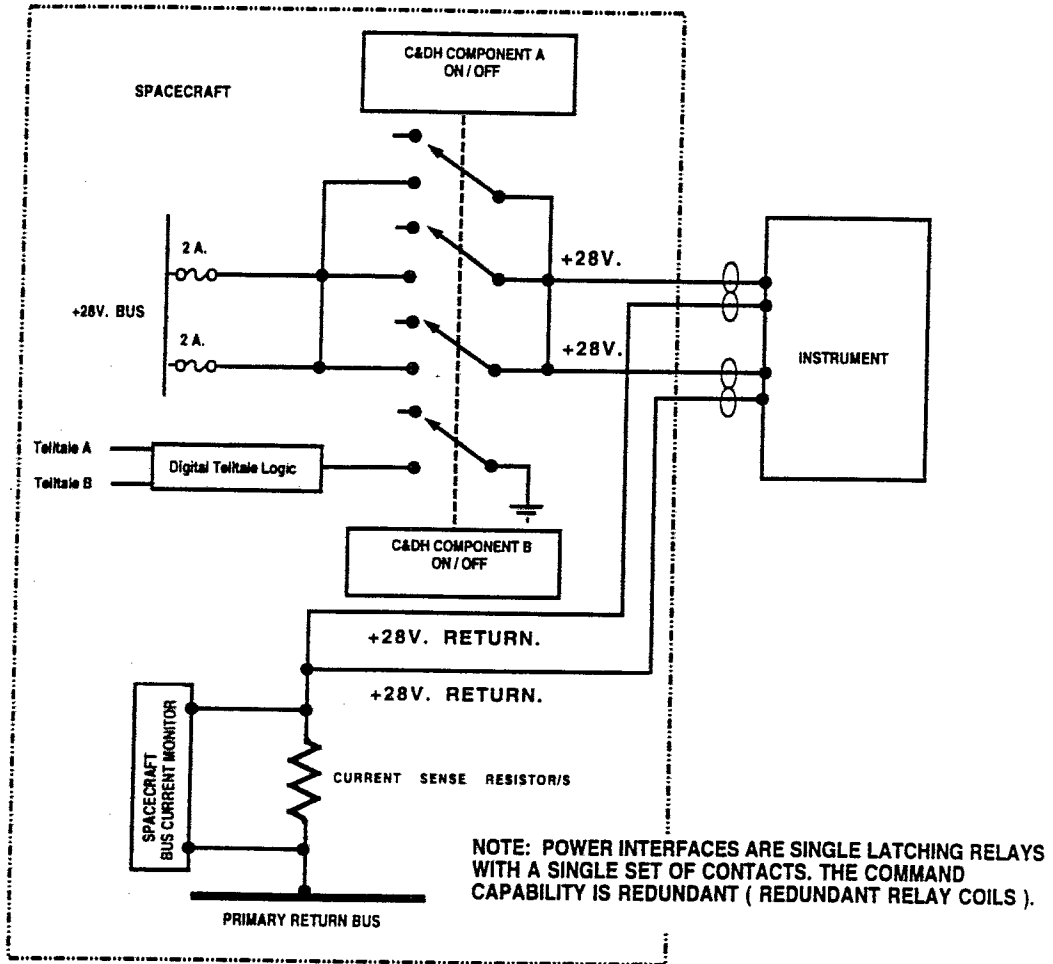 C&DH COMPONENT A
ON / OFF
SPACECRAFT
2 A.
+28V.
+28V. BUS
2 A.
+28V.
INSTRUMENT
Telltale A
Digital Telltale Logic
Telltale B
C&DH COMPONENT B
ON / OFF
+28V. RETURN.
+28V. RETURN.
SPACECRAFT
BUS CURRENT MONITOR
CURRENT SENSE RESISTOR/S
NOTE: POWER INTERFACES ARE SINGLE LATCHING RELAYS
WITH A SINGLE SET OF CONTACTS. THE COMMAND
CAPABILITY IS REDUNDANT ( REDUNDANT RELAY COILS ).
PRIMARY RETURN BUS